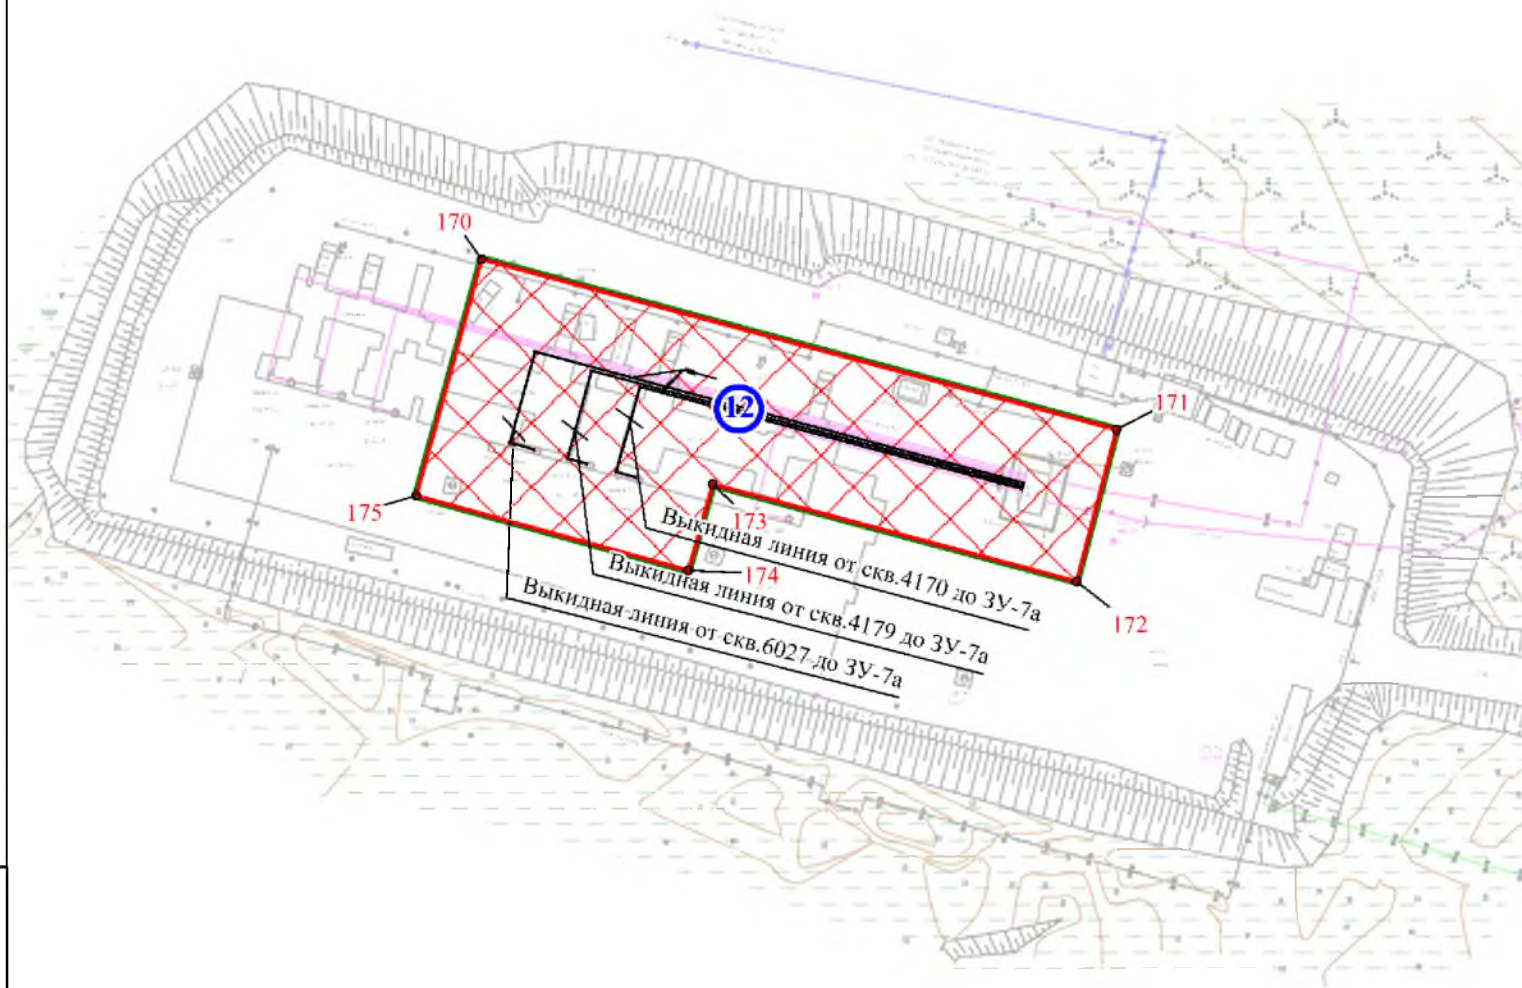 170
171
12
175
173
174
172
Выкидная линия от скв.4170 до ЗУ-7а
Выкидная линия от скв.4179 до ЗУ-7а
Выкидная линия от скв.6027 до ЗУ-7а